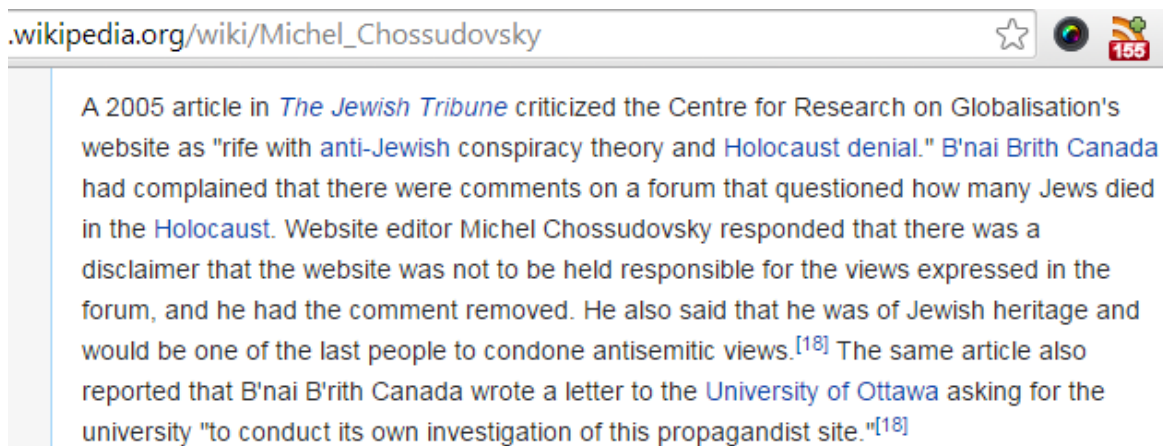 .wikipedia.org/wiki/Michel_Chossudovsky
155
A 2005 article in The Jewish Tribune criticized the Centre for Research on Globalisation's
website as "rife with anti-Jewish conspiracy theory and Holocaust denial." B'nai Brith Canada
had complained that there were comments on a forum that questioned how many Jews died
in the Holocaust. Website editor Michel Chossudovsky responded that there was a
disclaimer that the website was not to be held responsible for the views expressed in the
forum, and he had the comment removed. He also said that he was of Jewish heritage and
would be one of the last people to condone antisemitic views.[18] The same article also
reported that B'nai B'rith Canada wrote a letter to the University of Ottawa asking for the
university "to conduct its own investigation of this propagandist site."[18]